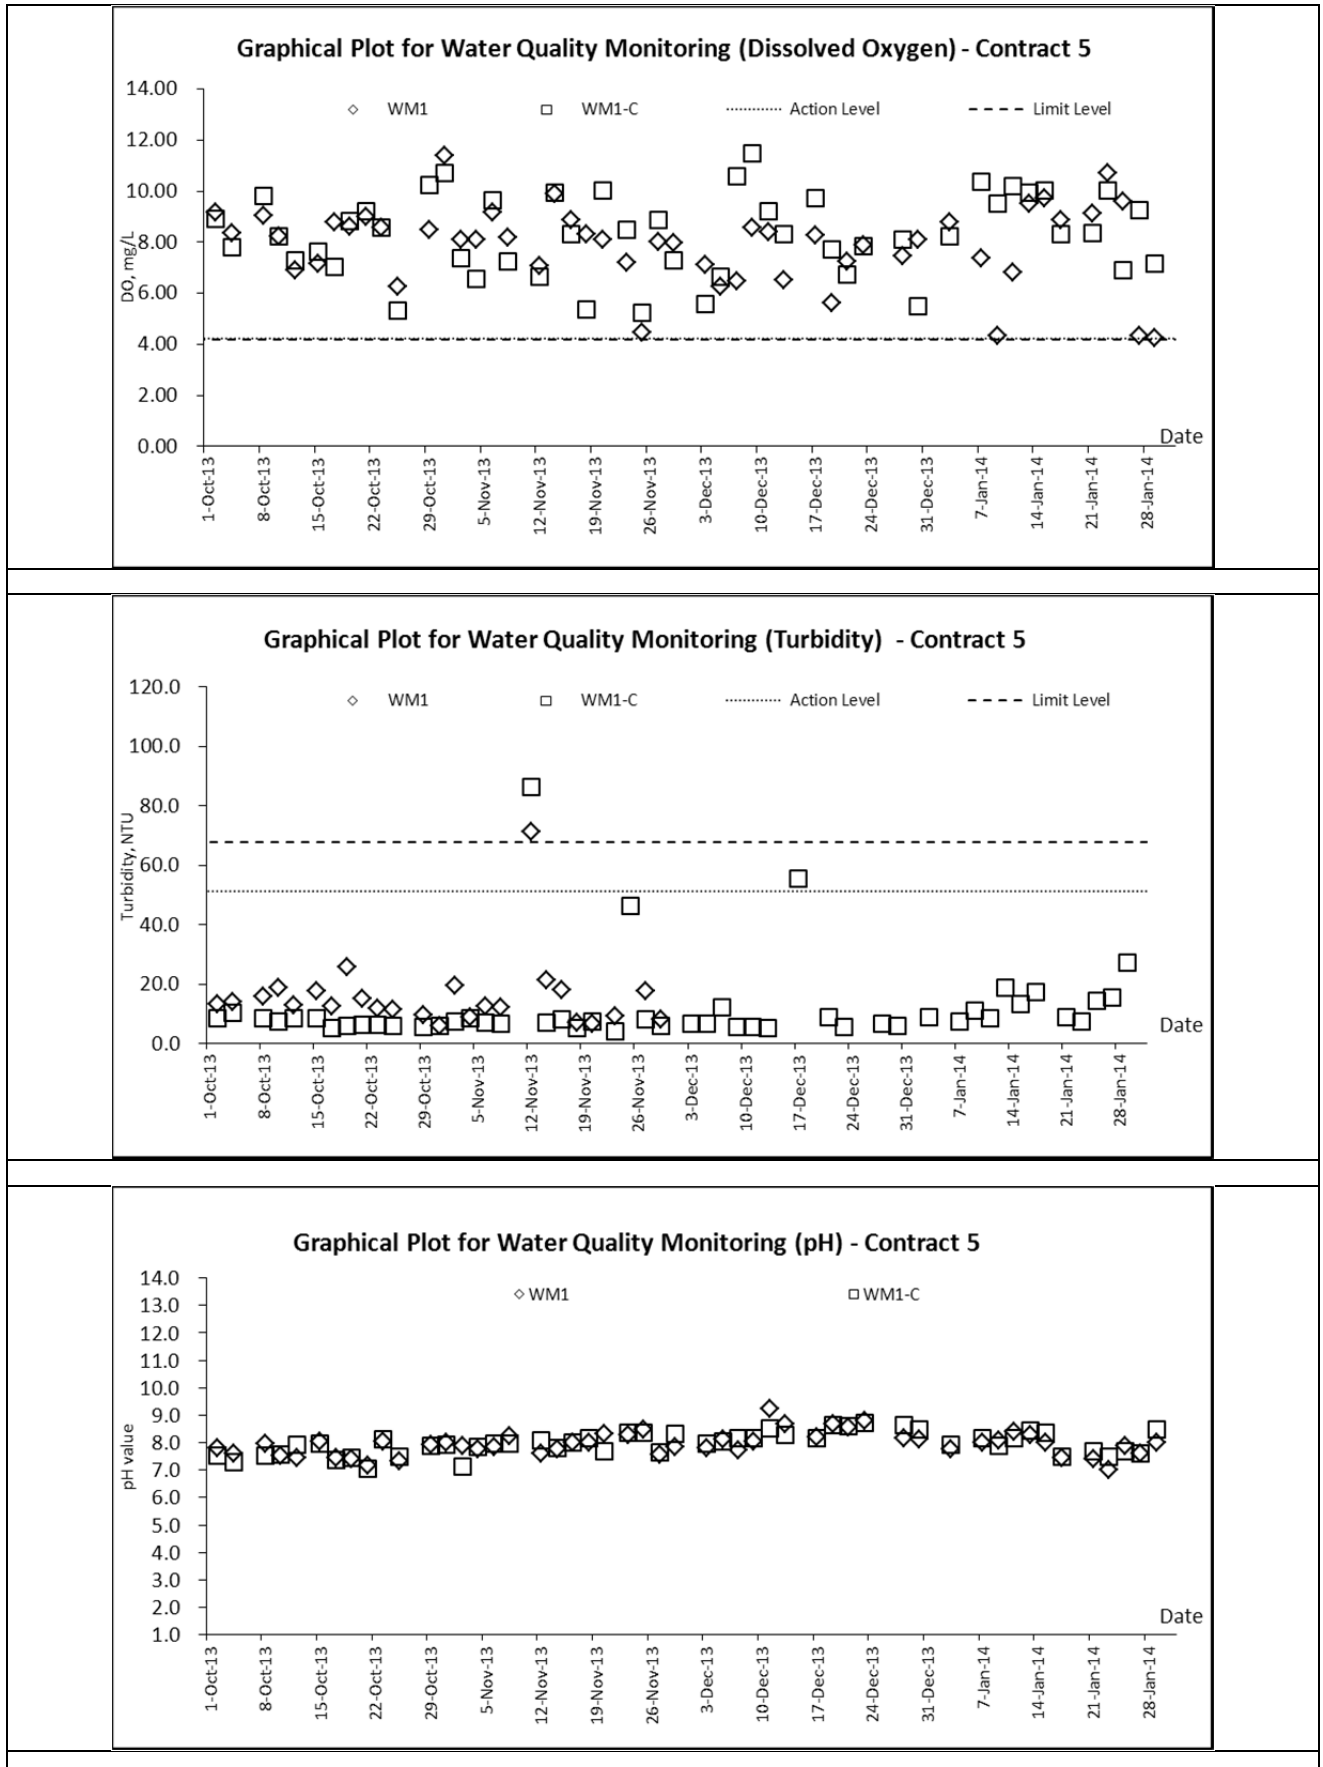 Graphical Plot for Water Quality Monitoring (Dissolved Oxygen) - Contract 5
14.00
WM1 WM1-C Action Level Limit Level
12.00
10.00
8.00
6.00
4.00
2.00
0.00
DO, mg/L
Date
1-Oct-13 8-Oct-13 15-Oct-13 22-Oct-13 29-Oct-13 5-Nov-13 12-Nov-13 19-Nov-13 26-Nov-13 3-Dec-13 10-Dec-13 17-Dec-13 24-Dec-13 31-Dec-13 7-Jan-14 14-Jan-14 21-Jan-14 28-Jan-14
Graphical Plot for Water Quality Monitoring (Turbidity) - Contract 5
120.0
WM1 WM1-C Action Level Limit Level
100.0
80.0
60.0
40.0
20.0
0.0
Turbidity, NTU
Date
1-Oct-13 8-Oct-13 15-Oct-13 22-Oct-13 29-Oct-13 5-Nov-13 12-Nov-13 19-Nov-13 26-Nov-13 3-Dec-13 10-Dec-13 17-Dec-13 24-Dec-13 31-Dec-13 7-Jan-14 14-Jan-14 21-Jan-14 28-Jan-14
Graphical Plot for Water Quality Monitoring (pH) - Contract 5
14.0
WM1 WM1-C
13.0
12.0
11.0
10.0
9.0
8.0
7.0
6.0
5.0
4.0
3.0
2.0
1.0
pH value
Date
1-Oct-13 8-Oct-13 15-Oct-13 22-Oct-13 29-Oct-13 5-Nov-13 12-Nov-13 19-Nov-13 26-Nov-13 3-Dec-13 10-Dec-13 17-Dec-13 24-Dec-13 31-Dec-13 7-Jan-14 14-Jan-14 21-Jan-14 28-Jan-14